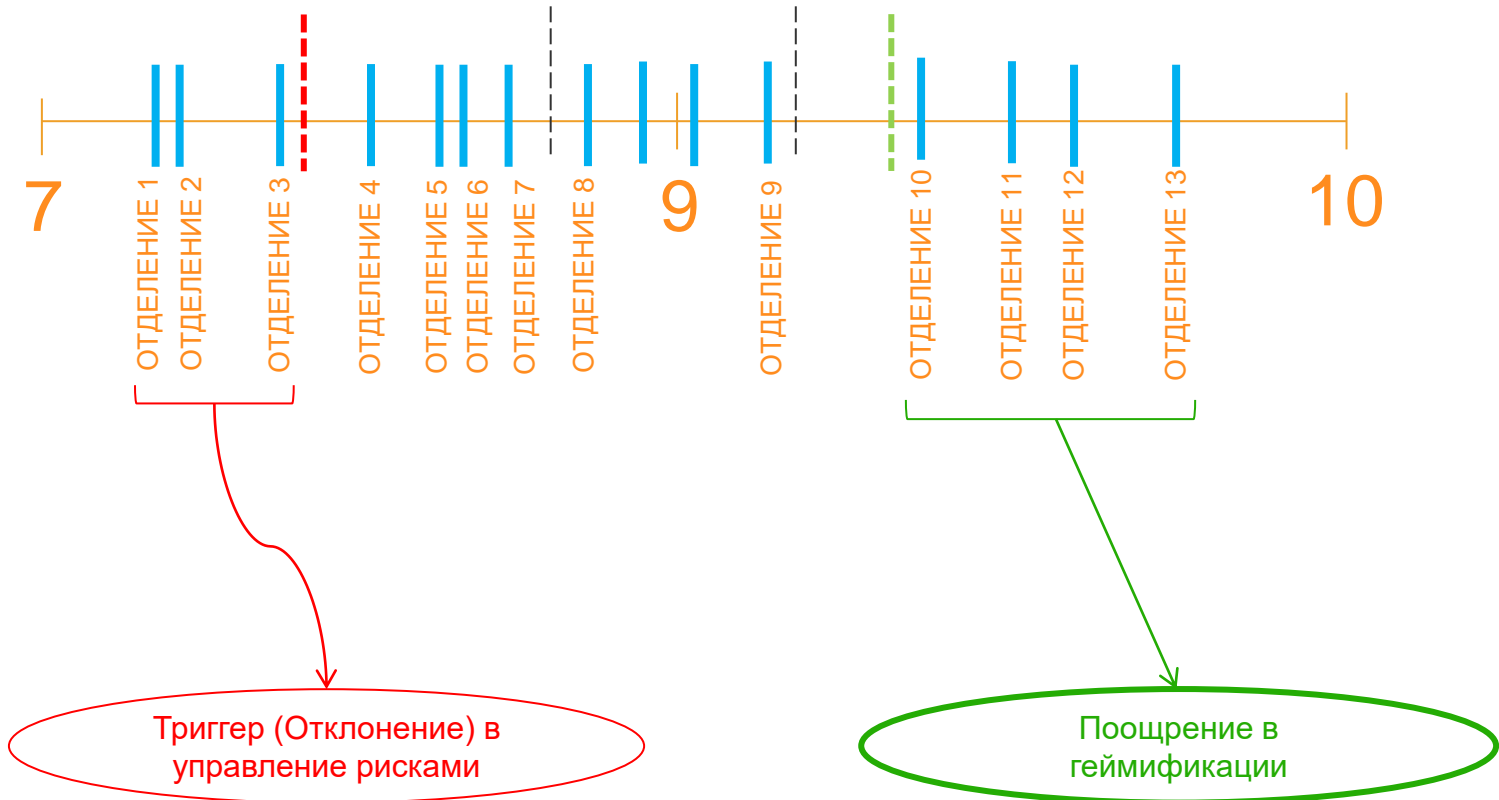 7
9
10
ОТДЕЛЕНИЕ 1
ОТДЕЛЕНИЕ 2
ОТДЕЛЕНИЕ 3
ОТДЕЛЕНИЕ 4
ОТДЕЛЕНИЕ 5
ОТДЕЛЕНИЕ 6
ОТДЕЛЕНИЕ 7
ОТДЕЛЕНИЕ 8
ОТДЕЛЕНИЕ 9
ОТДЕЛЕНИЕ 10
ОТДЕЛЕНИЕ 11
ОТДЕЛЕНИЕ 12
ОТДЕЛЕНИЕ 13
Триггер (Отклонение) в
управление рисками
Поощрение в
геймификации